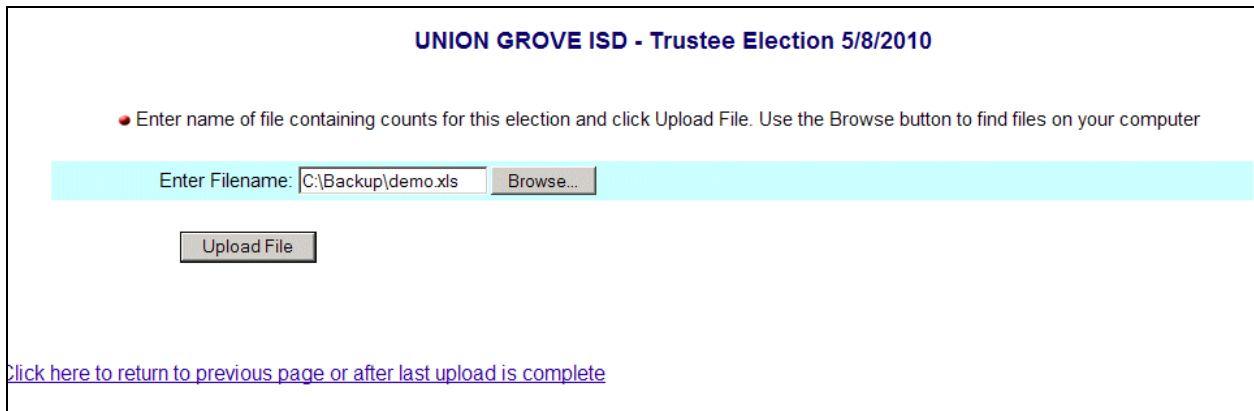 UNION GROVE ISD - Trustee Election 5/8/2010
Enter name of file containing counts for this election and click Upload File. Use the Browse button to find files on your computer
Enter Filename: C:\Backup\demo.xls Browse...
Upload File
Click here to return to previous page or after last upload is complete